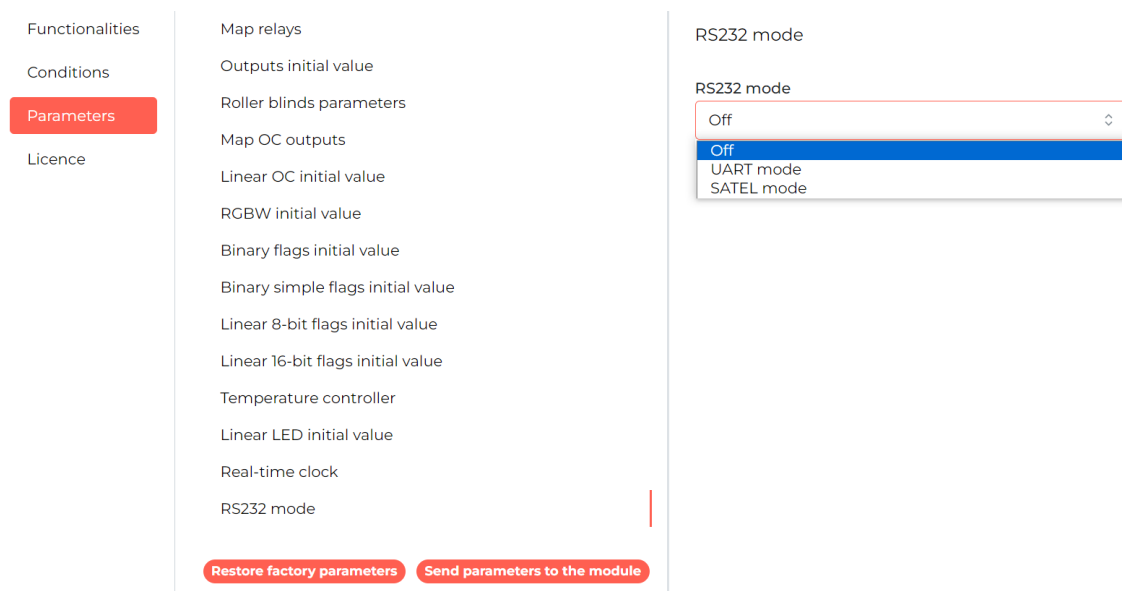 Functionalities
Conditions
Parameters
Licence
Map relays
Outputs initial value
Roller blinds parameters
Map OC outputs
Linear OC initial value
RGBW initial value
Binary flags initial value
Binary simple flags initial value
Linear 8-bit flags initial value
Linear 16-bit flags initial value
Temperature controller
Linear LED initial value
Real-time clock
RS232 mode
Restore factory parameters
Send parameters to the module
RS232 mode
RS232 mode
Off
Off
UART mode
SATEL mode